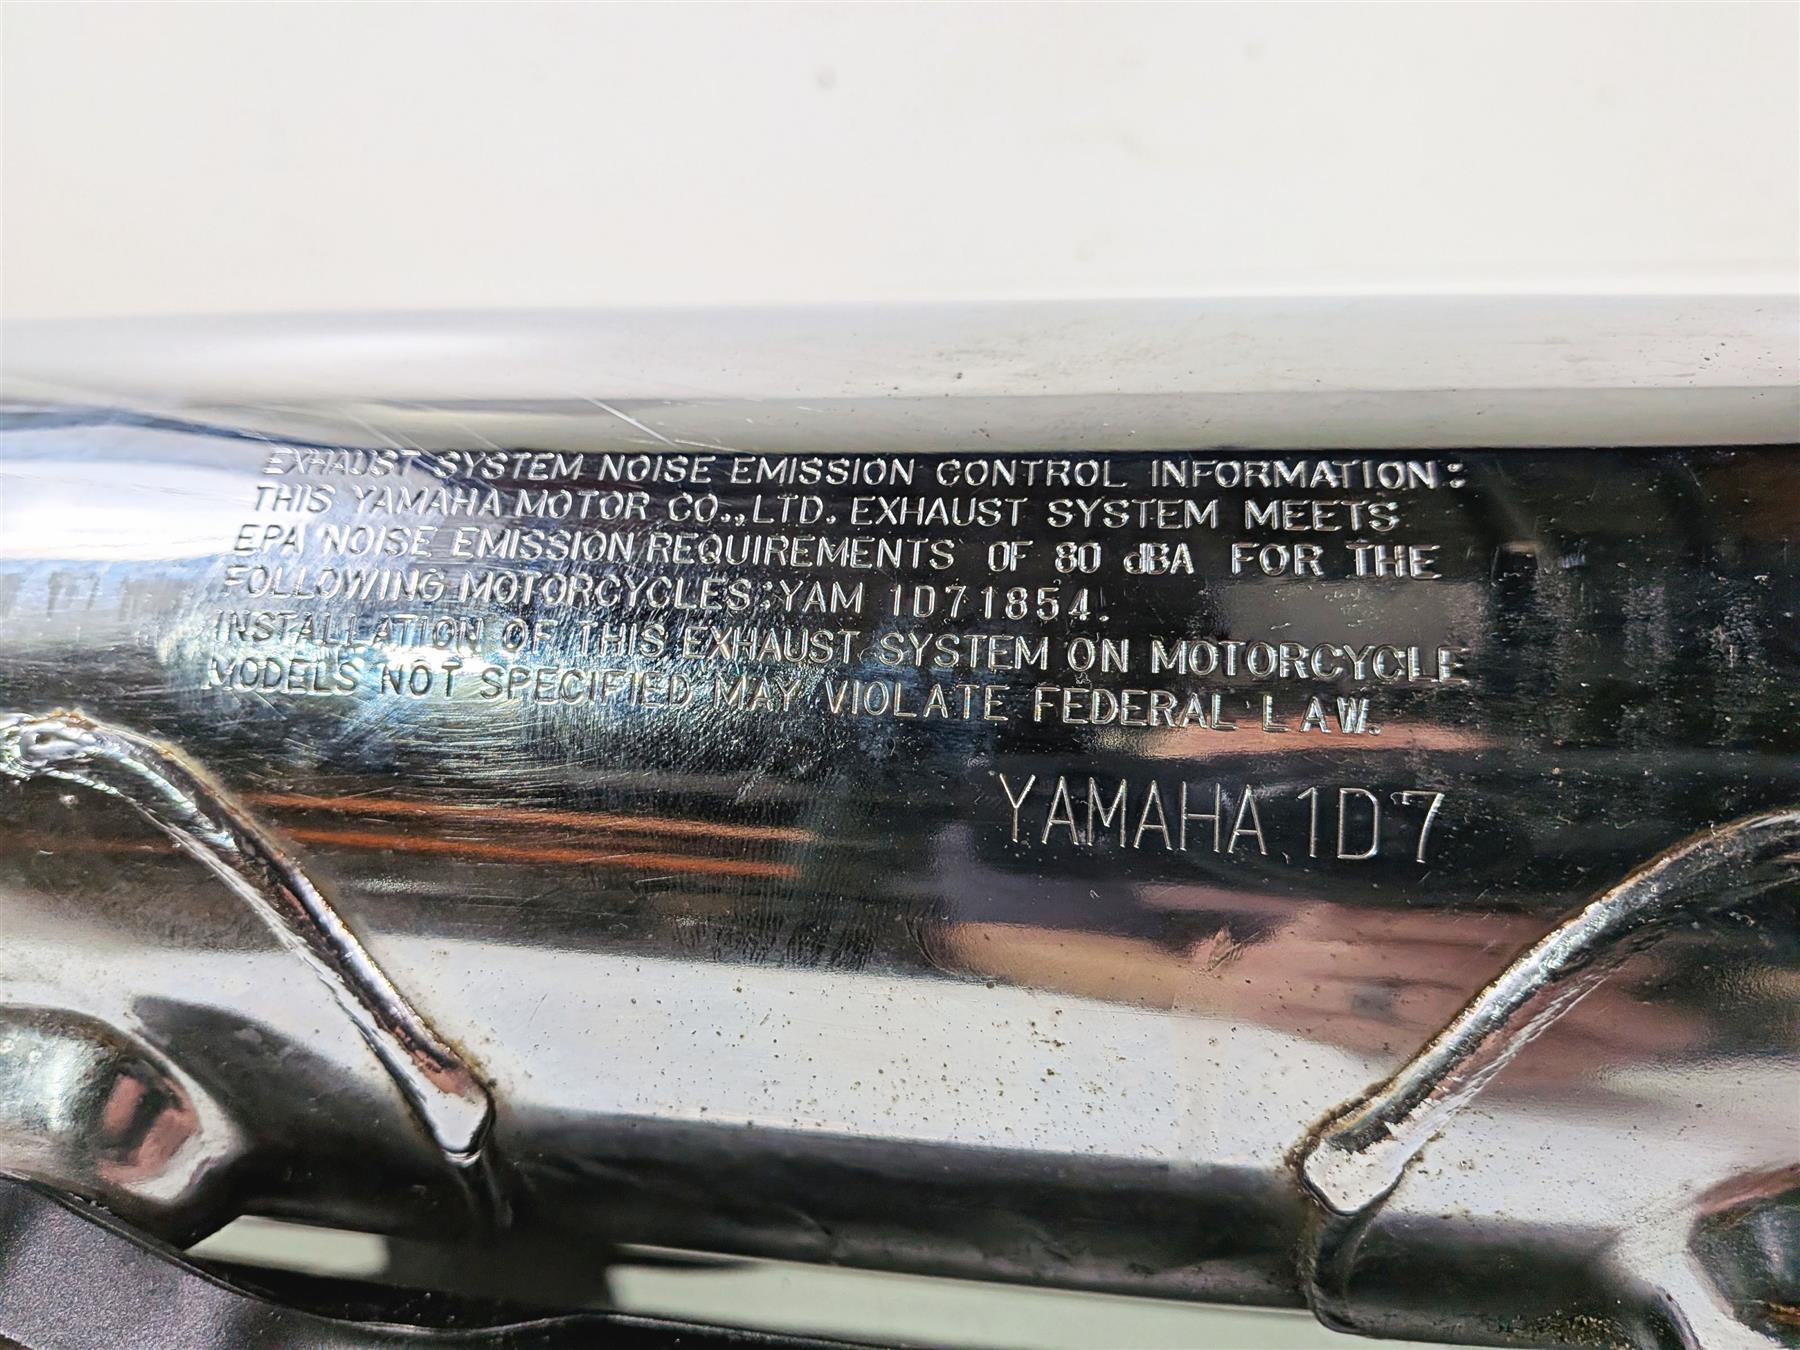 EXHAUST SYSTEM NOISE EMISSION CONTROL INFORMATION:
THIS YAMAHA MOTOR CO.,LTD. EXHAUST SYSTEM MEETS
EPA NOISE EMISSION REQUIREMENTS OF 80 dBA FOR THE
FOLLOWING MOTORCYCLES:YAM 1D71854.
INSTALLATION OF THIS EXHAUST SYSTEM ON MOTORCYCLE
MODELS NOT SPECIFIED MAY VIOLATE FEDERAL LAW.
YAMAHA 1D7